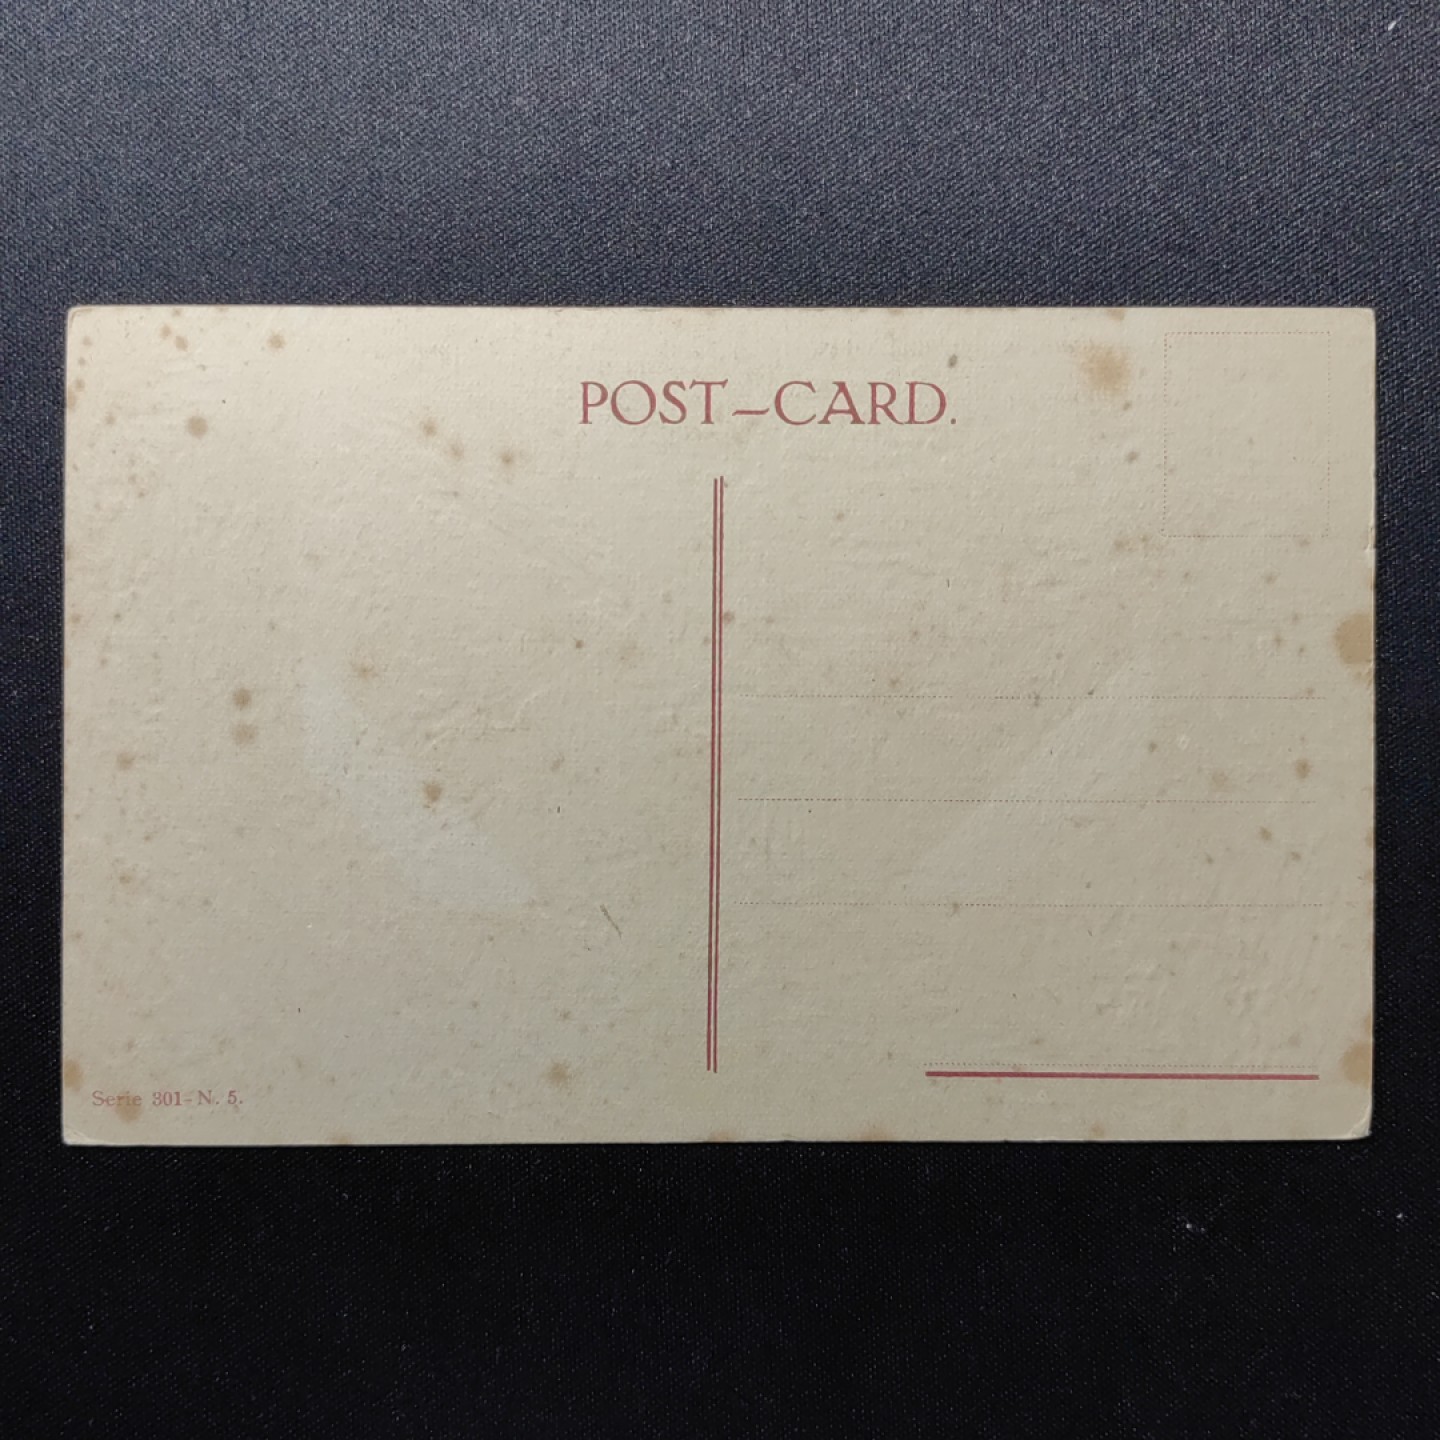 POST–CARD.
Serie 301- N. 5.